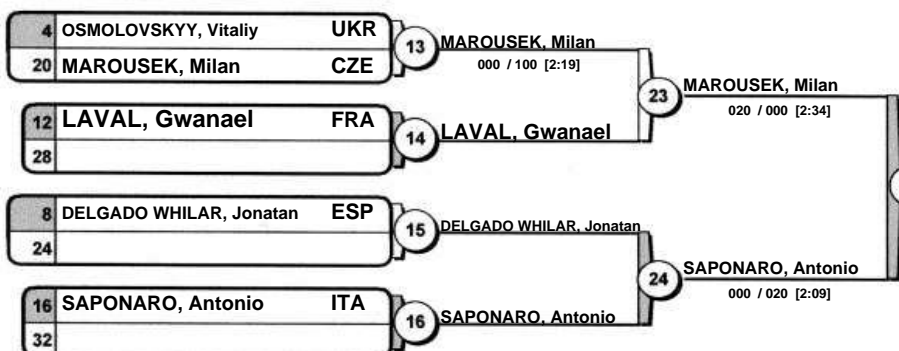 4 OSMOLOVSKYY, Vitaliy UKR
20 MAROUSEK, Milan CZE
13
MAROUSEK, Milan
000 / 100 [2:19]
12 LAVAL, Gwanael FRA
28
14
LAVAL, Gwanael
23
MAROUSEK, Milan
020 / 000 [2:34]
8 DELGADO WHILAR, Jonatan ESP
24
15
DELGADO WHILAR, Jonatan
16 SAPONARO, Antonio ITA
32
16
SAPONARO, Antonio
24
SAPONARO, Antonio
000 / 020 [2:09]